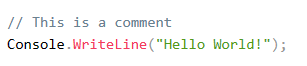 // This is a comment
Console.WriteLine("Hello World!");